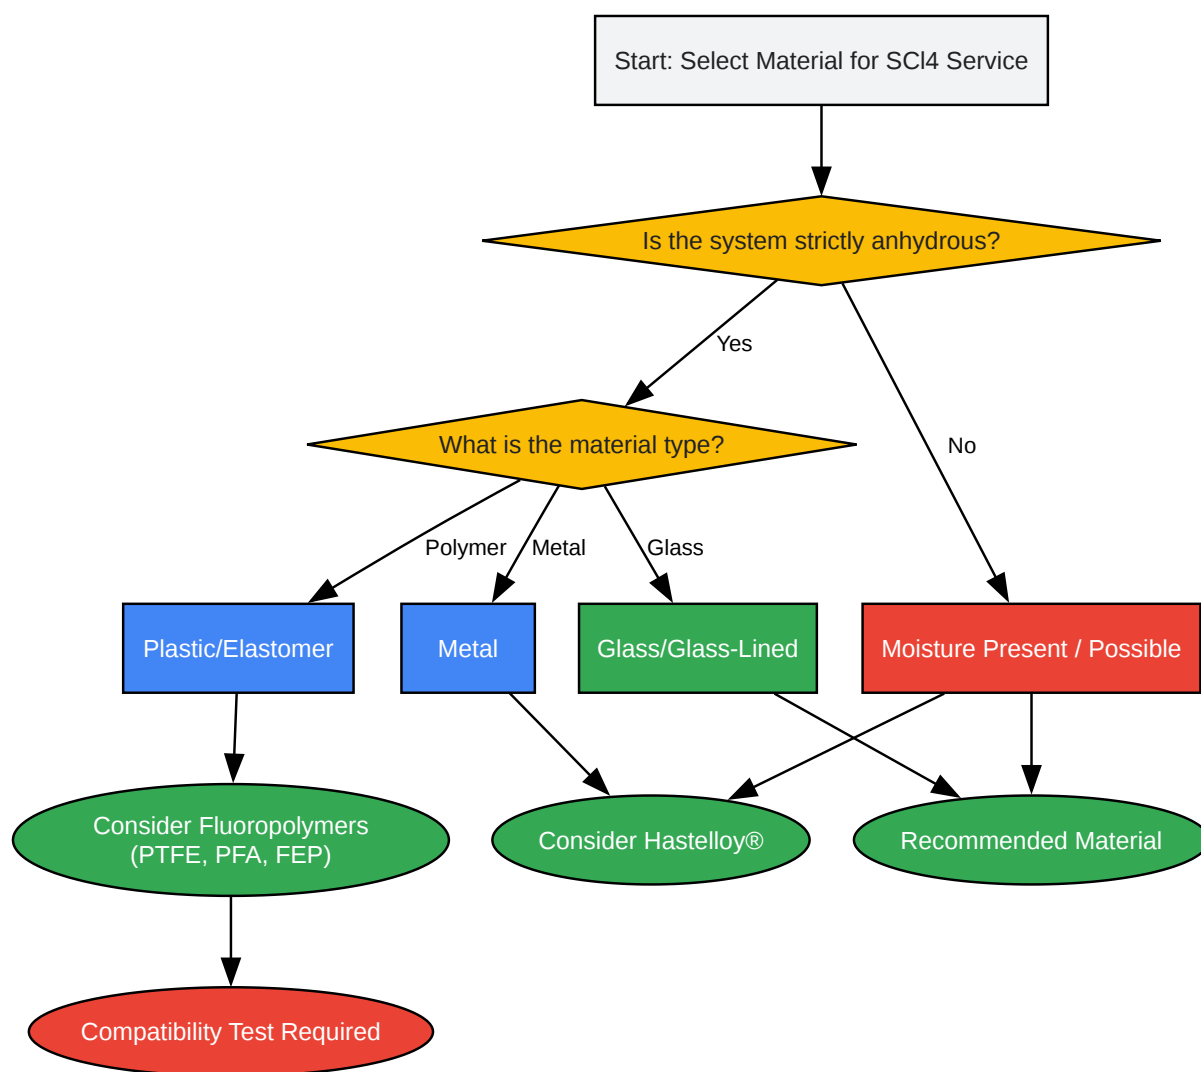 Start: Select Material for SCl4 Service
Is the system strictly anhydrous?
Yes
What is the material type?
No
Polymer
Metal
Glass
Plastic/Elastomer
Metal
Glass/Glass-Lined
Moisture Present / Possible
Consider Fluoropolymers
(PTFE, PFA, FEP)
Consider Hastelloy®
Recommended Material
Compatibility Test Required